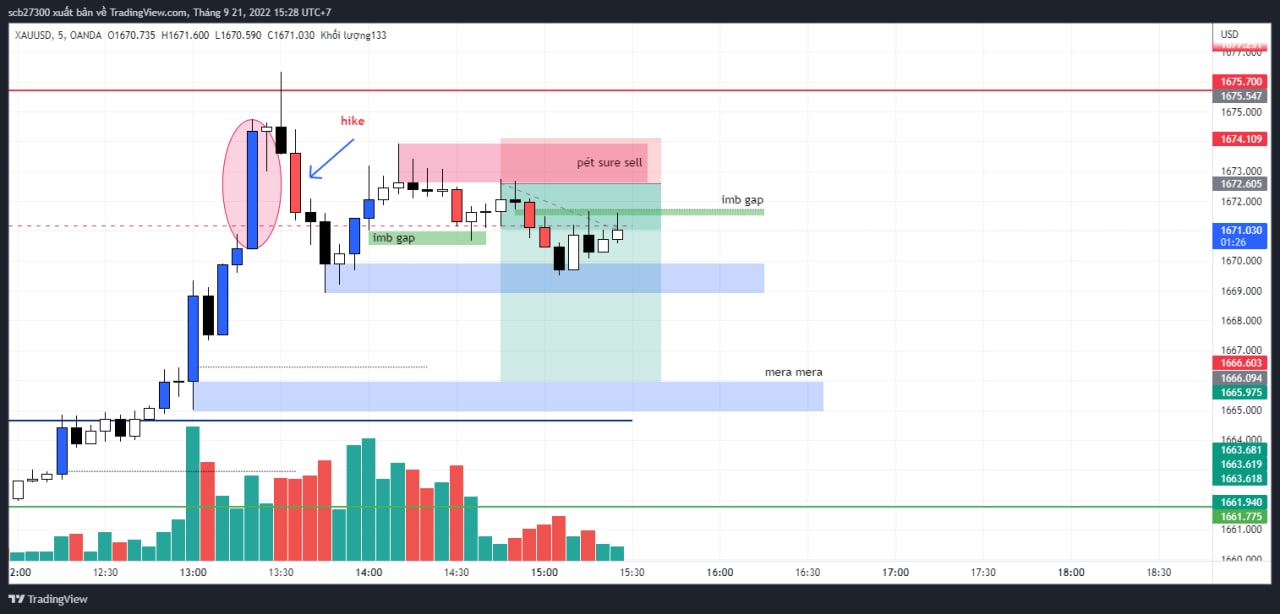 scb27300 xuất bản về TradingView.com, Tháng 9 21, 2022 15:28 UTC+7
XAUUSD, 5, OANDA O1670.735 H1671.600 L1670.590 C1671.030 Khối lượng133
USD
1677.000
1675.700
1675.547
1675.000
1674.109
1673.000
1672.605
1672.000
1671.030
01:26
1670.000
1669.000
1668.000
1667.000
1666.603
1666.094
1665.975
1665.000
1664.000
1663.681
1663.619
1663.618
1661.940
1661.775
1661.000
1660.000
hike
pét sure sell
imb gap
imb gap
mera mera
2:00 12:30 13:00 13:30 14:00 14:30 15:00 15:30 16:00 16:30 17:00 17:30 18:00 18:30
TradingView